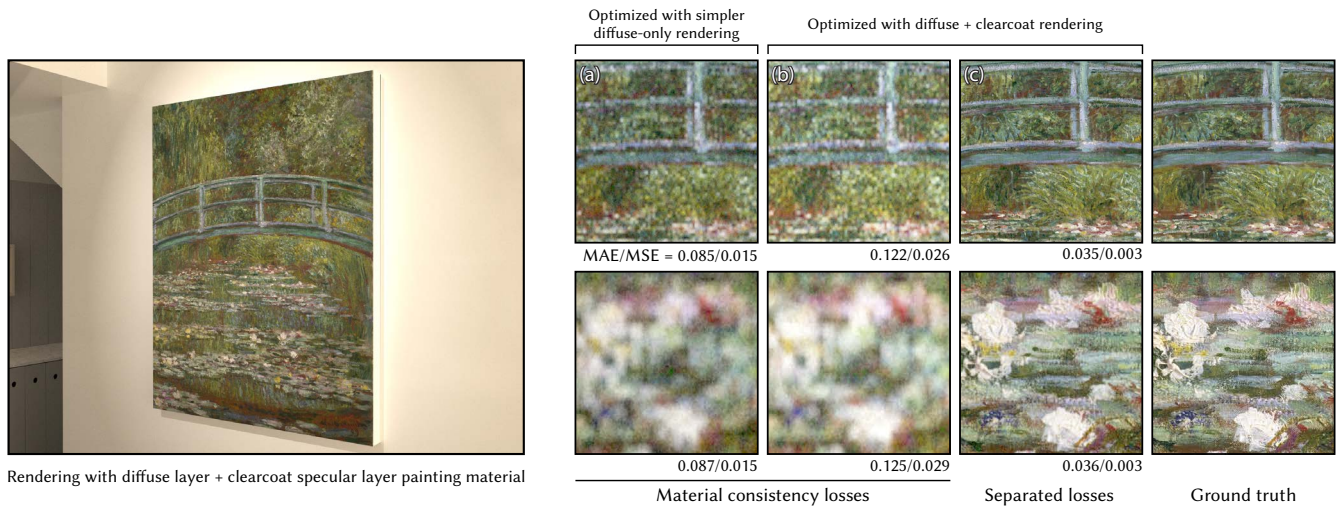 Optimized with simpler
diffuse-only rendering
Optimized with diffuse + clearcoat rendering
(a)
(b)
(c)
MAE/MSE = 0.085/0.015
0.122/0.026
0.035/0.003
0.087/0.015
0.125/0.029
0.036/0.003
Rendering with diffuse layer + clearcoat specular layer painting material
Material consistency losses
Separated losses
Ground truth